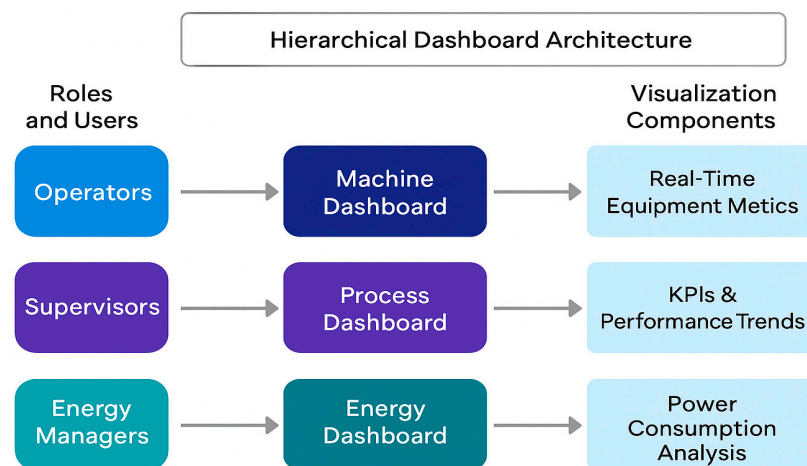 Hierarchical Dashboard Architecture
Roles
and Users
Visualization
Components
Operators
Machine
Dashboard
Real-Time
Equipment Metics
Supervisors
Process
Dashboard
KPIs &
Performance Trends
Energy
Managers
Energy
Dashboard
Power
Consumption
Analysis